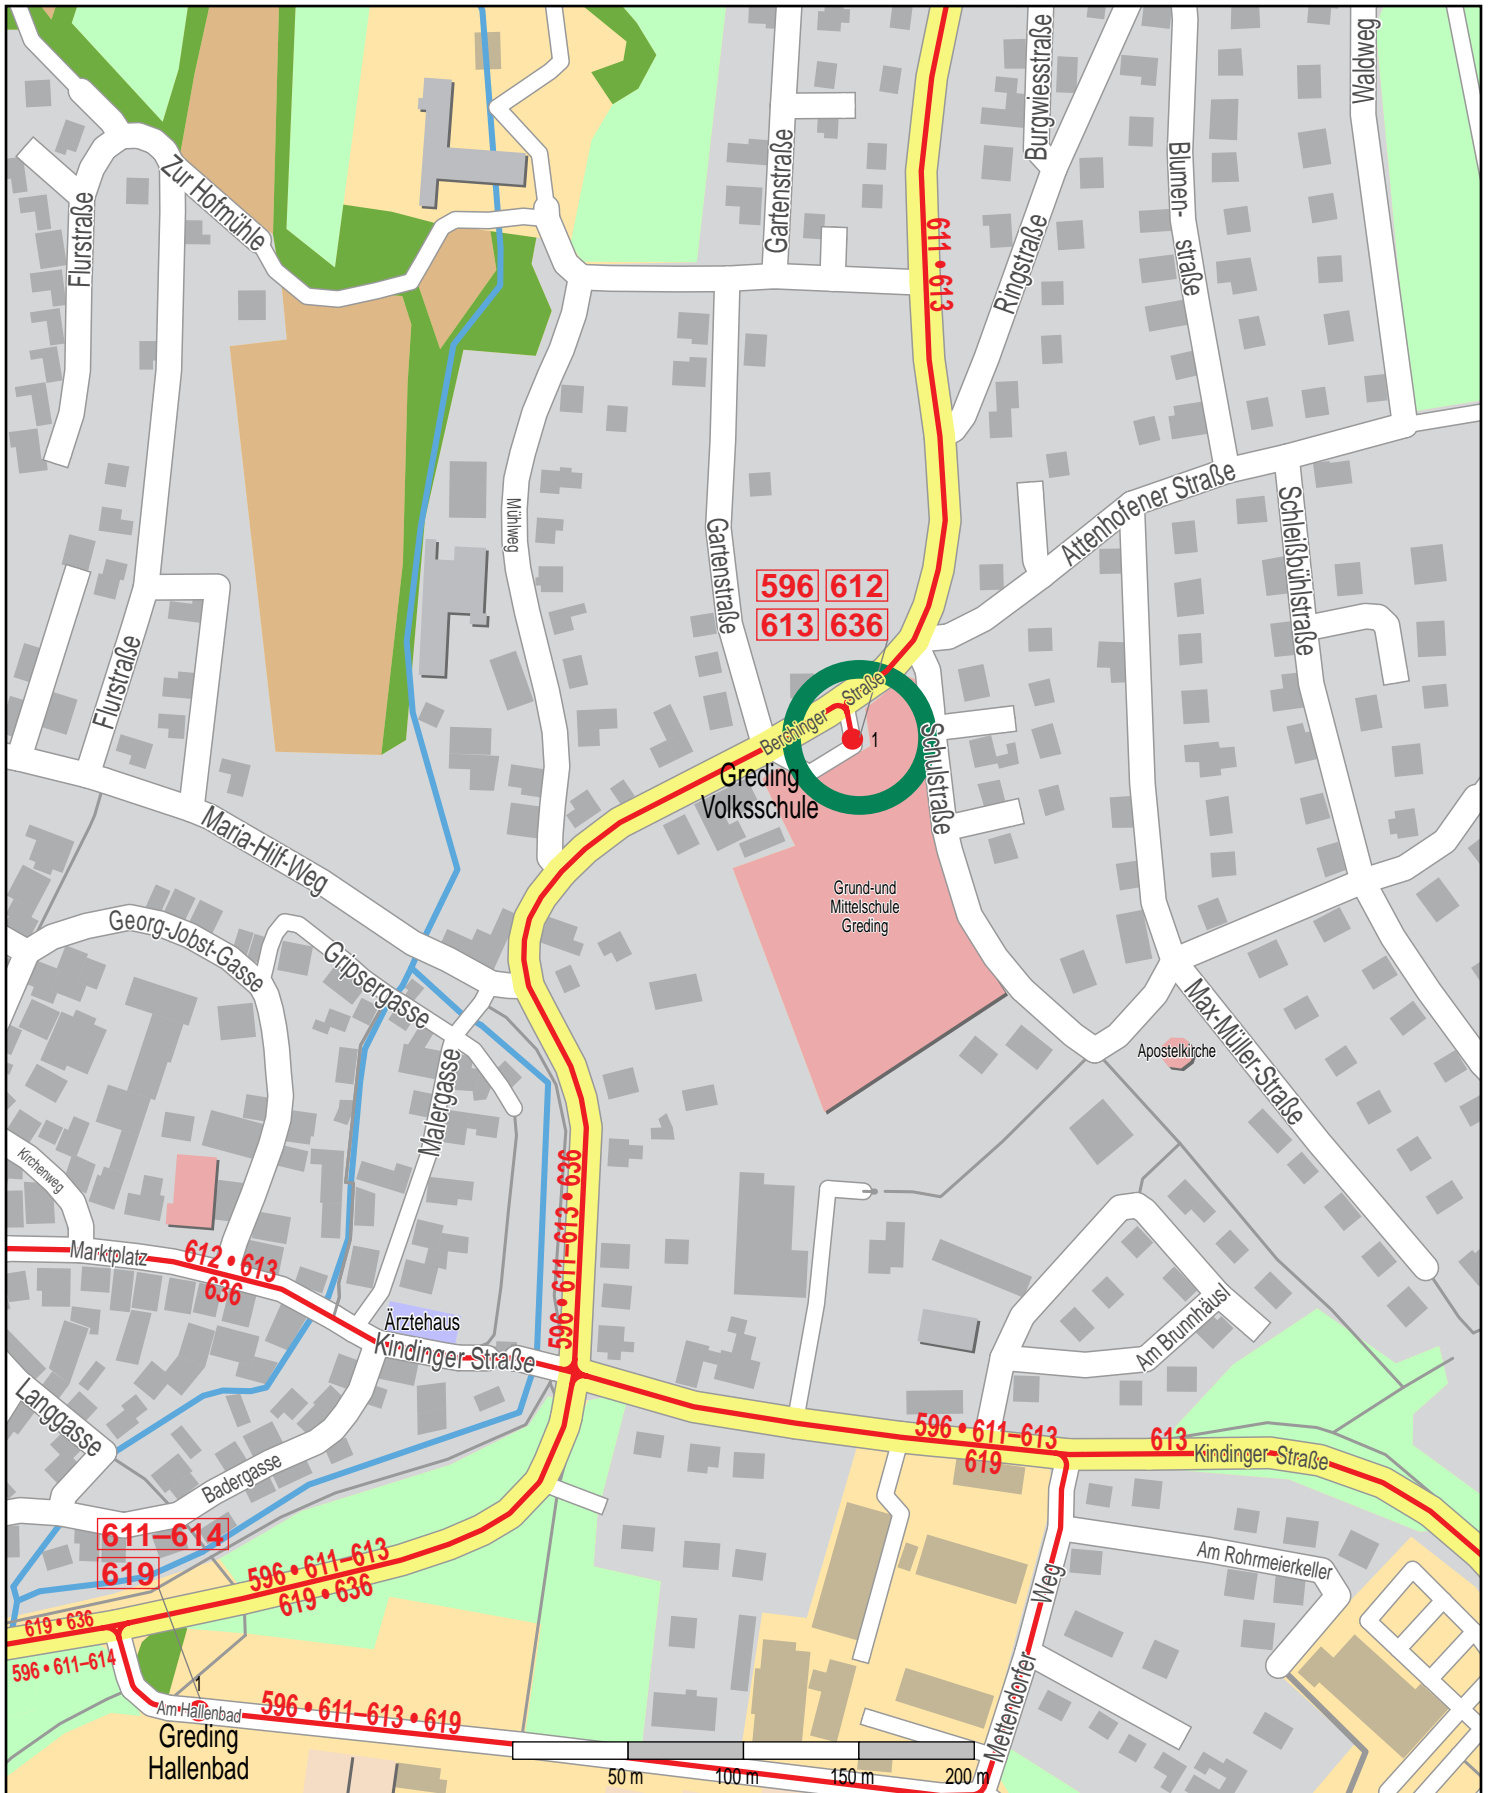 Waldweg
Burgwiesstraße
Gartenstraße
Blumen-
straße
Zur Hofmühle
Flurstraße
611 • 613
Ringstraße
Attenhofener Straße
Schleißbühlstraße
Mühlweg
Gartenstraße
596 612
613 636
Flurstraße
Berchinger Straße
1
Schulstraße
Greding
Volksschule
Maria-Hilf-Weg
Grund-und
Mittelschule
Greding
Georg-Jobst-Gasse
Gripsergasse
Max-Müller-Straße
Apostelkirche
Malergasse
Kirchenweg
596 • 611–613 • 636
Marktplatz
612 • 613
636
Ärztehaus
Kindinger Straße
Am Brunnhäusl
Langgasse
596 • 611–613
619
613
Kindinger Straße
Badergasse
611–614
619
596 • 611–613
619 • 636
Weg
Am Rohrmeierkeller
619 • 636
596 • 611–614
1
Am Hallenbad
596 • 611–613 • 619
Mettendorfer
Greding
Hallenbad
50 m
100 m
150 m
200 m